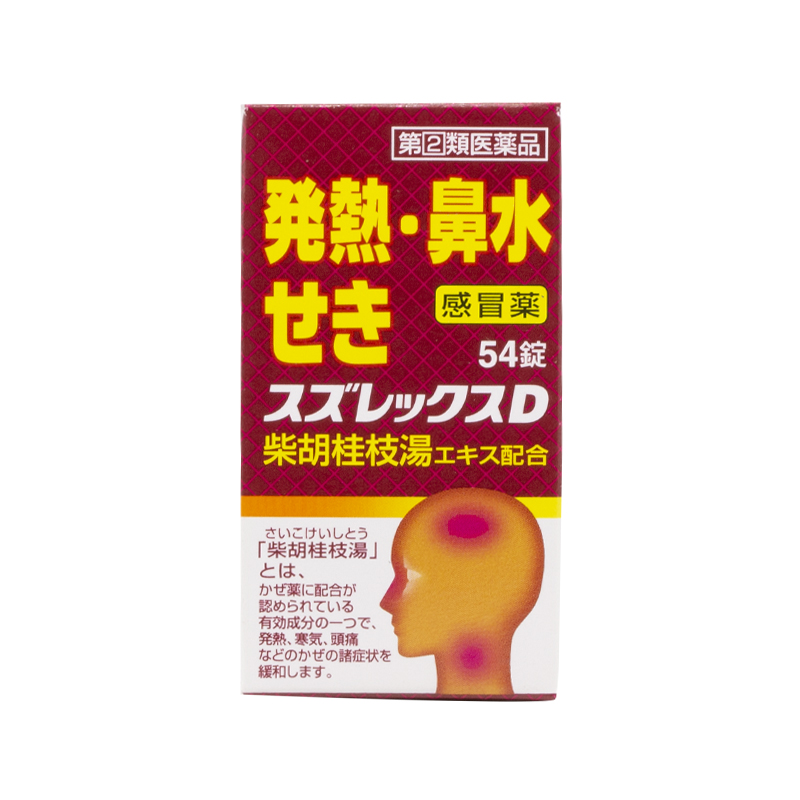 第②類医薬品
発熱・鼻水
せき
感冒薬
54錠
スズレックスD
柴胡桂枝湯エキス配合
さいこけいしとう
「柴胡桂枝湯」
とは、
かぜ薬に配合が
認められている
有効成分の一つで、
発熱、寒気、頭痛
などのかぜの諸症状を
緩和します。